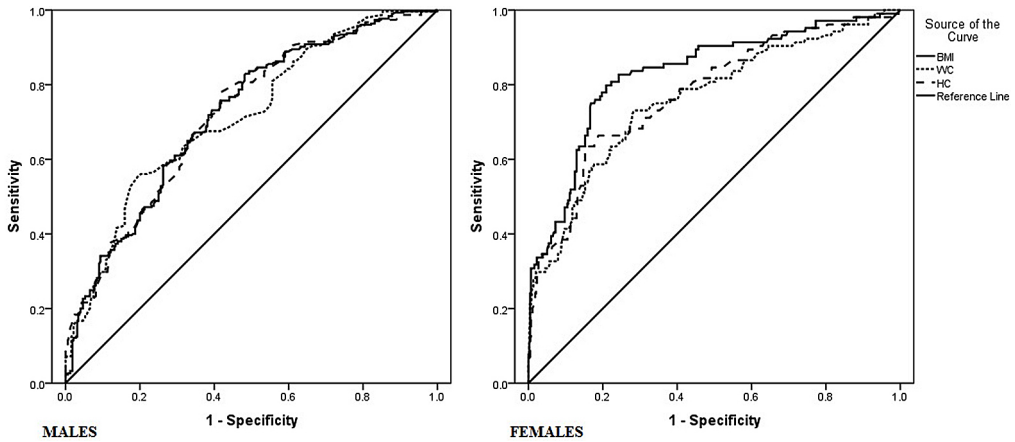 1.0
0.8
0.6
0.4
0.2
0.0
Sensitivity
0.0 0.2 0.4 0.6 0.8 1.0
1 - Specificity
MALES
1.0
0.8
0.6
0.4
0.2
0.0
Sensitivity
0.0 0.2 0.4 0.6 0.8 1.0
1 - Specificity
FEMALES
Source of the
Curve
BMI
WC
HC
Reference Line